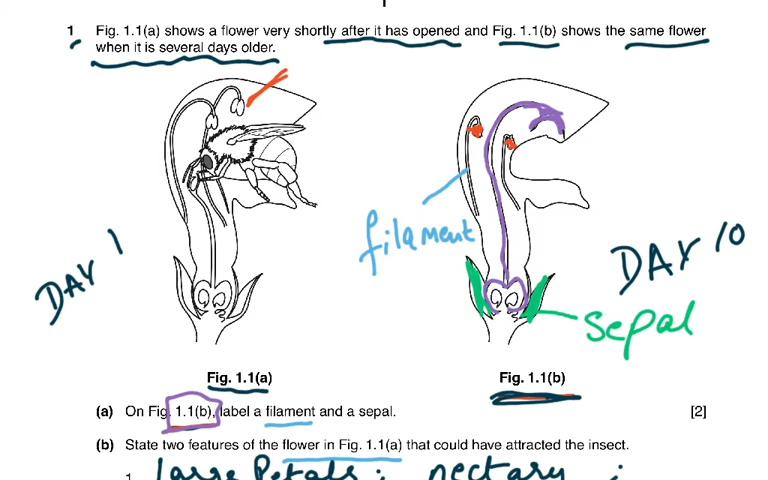 1 Fig. 1.1(a) shows a flower very shortly after it has opened and Fig. 1.1(b) shows the same flower
when it is several days older.
filament
DAY 1
DAY 10
sepal
Fig. 1.1(a)
Fig. 1.1(b)
(a) On Fig. 1.1(b), label a filament and a sepal. [2]
(b) State two features of the flower in Fig. 1.1(a) that could have attracted the insect.
1 large Petals; nectary;